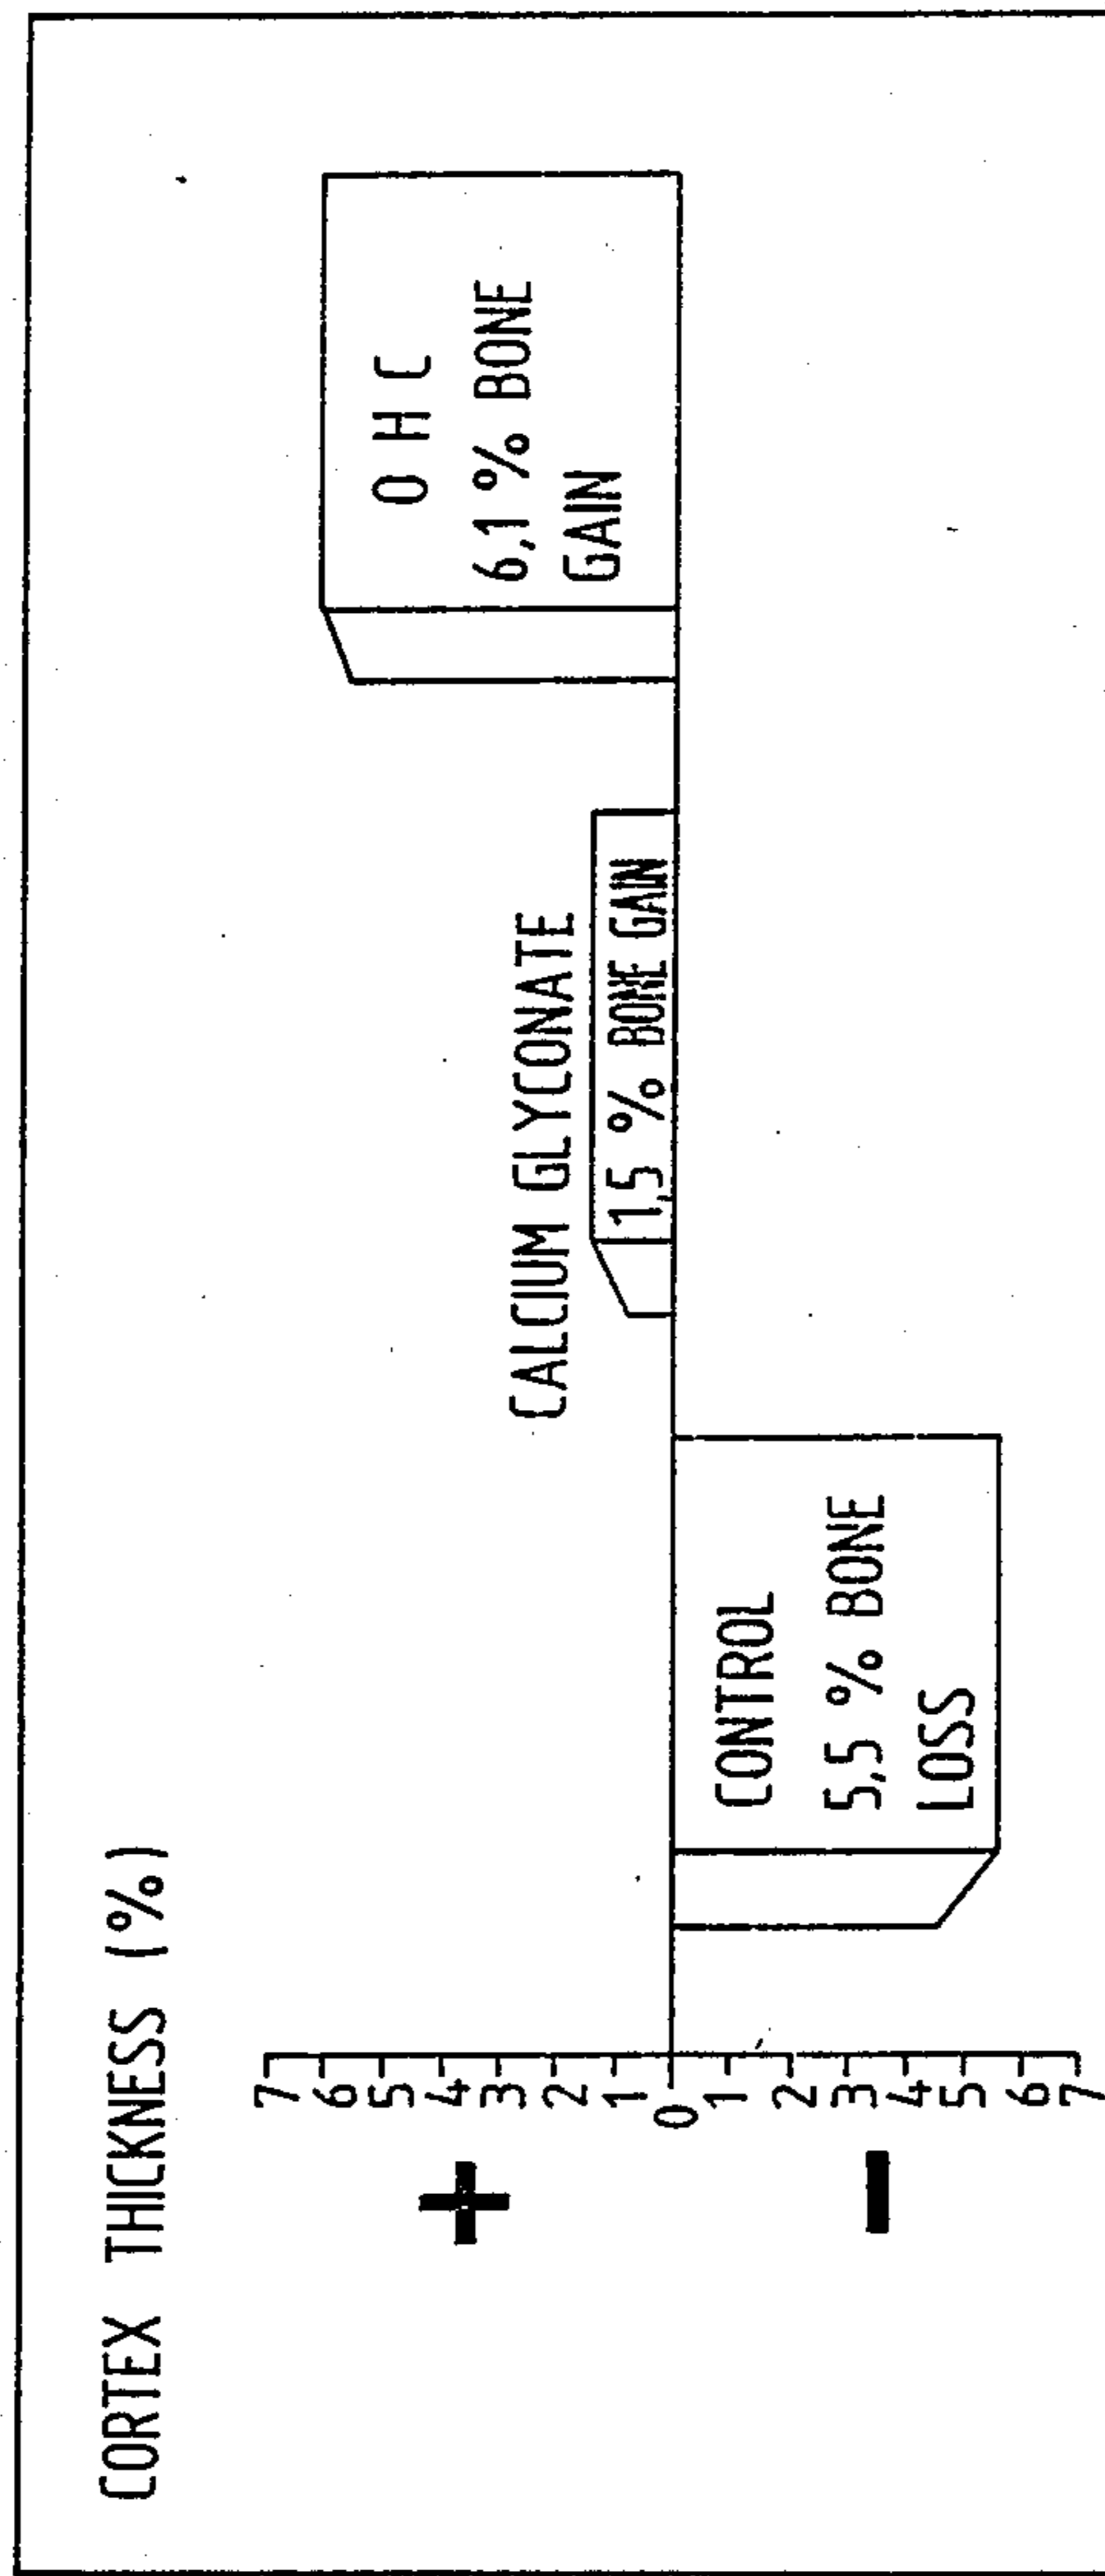 CORTEX THICKNESS (%)
+
7
6
5
4
3
2
1
0
1
2
3
4
5
6
7
−
CONTROL
5,5 % BONE
LOSS
CALCIUM GLYCONATE
1,5 % BONE GAIN
O H C
6,1 % BONE
GAIN